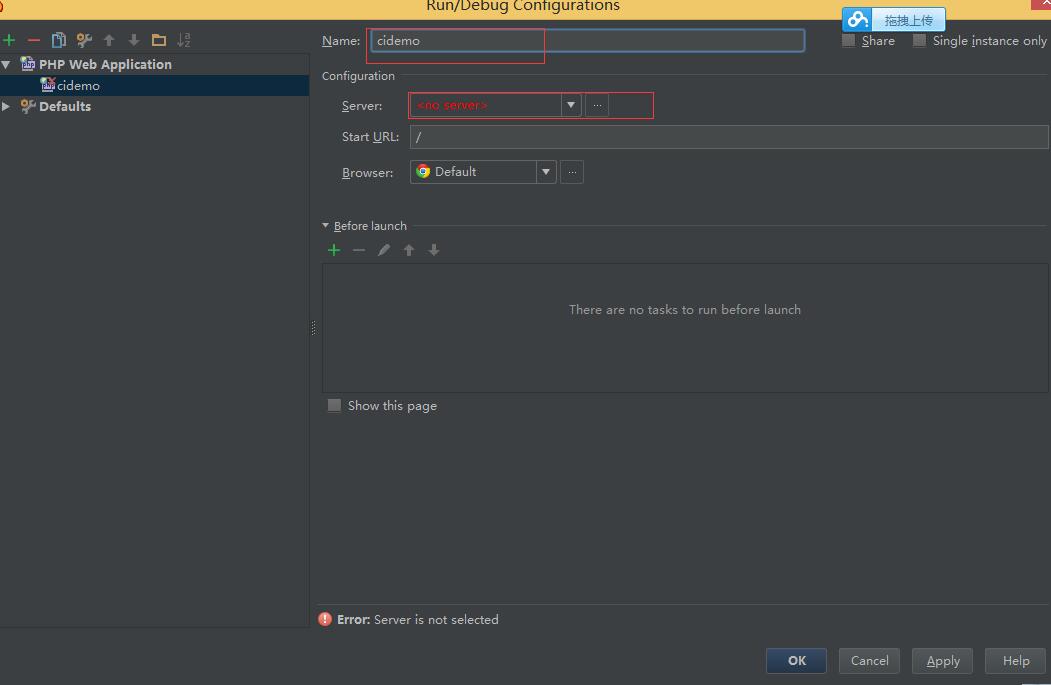 Run/Debug Configurations
拖拽上传
Name: cidemo
Share
Single instance only
PHP Web Application
cidemo
Defaults
Configuration
Server: <no server>
Start URL: /
Browser: Default
Before launch
There are no tasks to run before launch
Show this page
Error: Server is not selected
OK
Cancel
Apply
Help